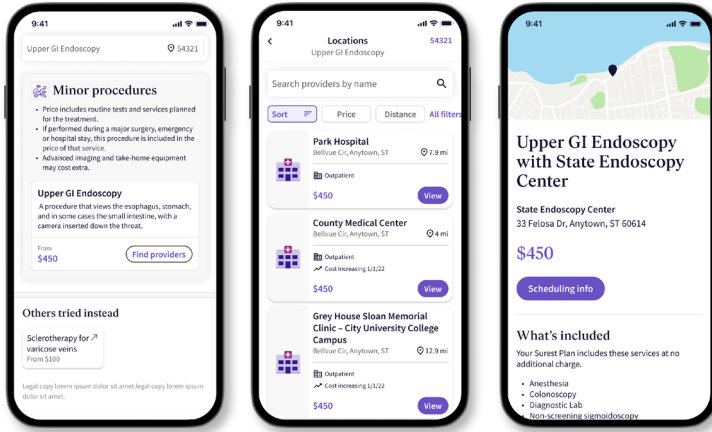 9:41
Upper GI Endoscopy
54321
Minor procedures
• Price includes routine tests and services planned
for the treatment.
• If performed during a major surgery, emergency
or hospital stay, this procedure is included in the
price of that service.
• Advanced imaging and take-home equipment
may cost extra.
Upper GI Endoscopy
A procedure that views the esophagus, stomach,
and in some cases the small intestine, with a
camera inserted down the throat.
From
$450
Find providers
Others tried instead
Sclerotherapy for
varicose veins
From $100
Legal copy lorem ipsum dolor sit amet.legal copy lorem ipsum
dolor sit amet.
9:41
Locations
54321
Upper GI Endoscopy
Search providers by name
Sort
Price
Distance
All filters
Park Hospital
Bellvue Cir, Anytown, ST
7.9 mi
Outpatient
$450
View
County Medical Center
Bellvue Cir, Anytown, ST
4 mi
Outpatient
Cost increasing 1/1/22
$450
View
Grey House Sloan Memorial
Clinic – City University College
Campus
Bellvue Cir, Anytown, ST
12.9 mi
Outpatient
Cost increasing 1/1/22
$450
View
9:41
Upper GI Endoscopy
with State Endoscopy
Center
State Endoscopy Center
33 Felosa Dr, Anytown, ST 60614
$450
Scheduling info
What's included
Your Surest Plan includes these services at no
additional charge.
• Anesthesia
• Colonoscopy
• Diagnostic Lab
• Non-screening sigmoidoscopy